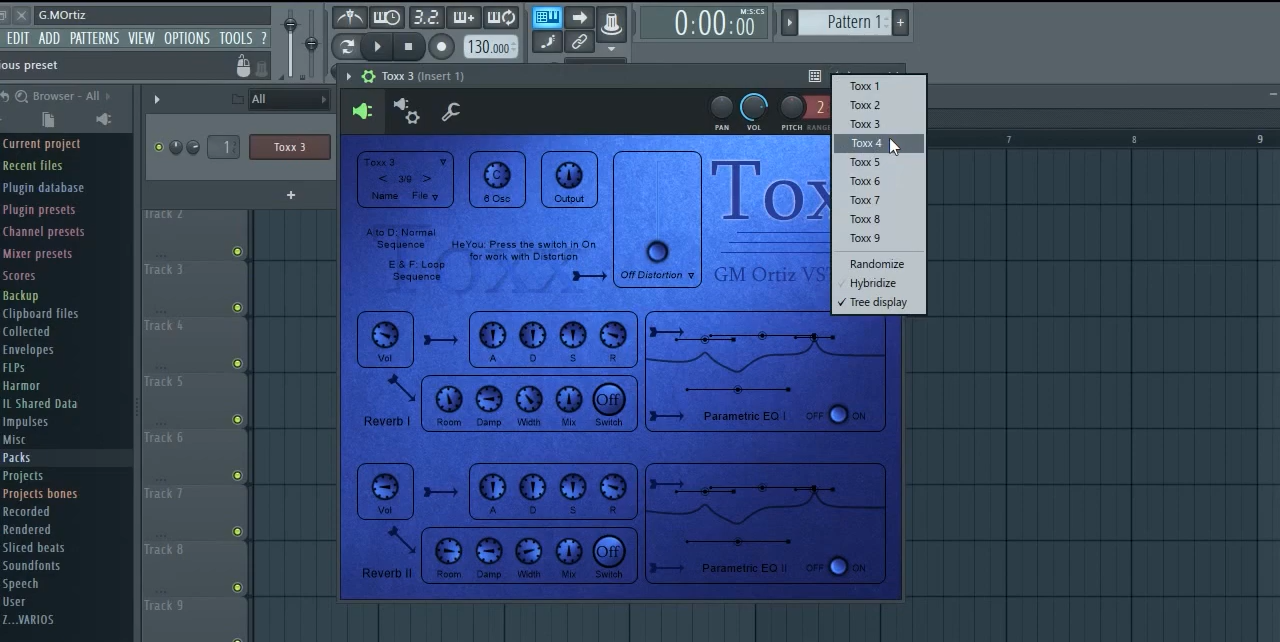 G.MOrtiz
EDIT ADD PATTERNS VIEW OPTIONS TOOLS ?
ious preset
3.2.
130.000
0:00:00
M:S:CS
Pattern 1
+
Browser - All
Current project
Recent files
Plugin database
Plugin presets
Channel presets
Mixer presets
Scores
Backup
Clipboard files
Collected
Envelopes
FLPs
Harmor
IL Shared Data
Impulses
Misc
Packs
Projects
Projects bones
Recorded
Rendered
Sliced beats
Soundfonts
Speech
User
Z...VARIOS
All
1
Toxx 3
+
Track 2
Track 3
Track 4
Track 5
Track 6
Track 7
Track 8
Track 9
7 8 9
Toxx 3 (Insert 1)
PAN VOL PITCH RANGE
2
Toxx 3
< 3/9 >
Name File
C
6 Osc
Output
A to D: Normal
Sequence
E & F: Loop
Sequence
HeYou: Press the switch in On
for work with Distortion
Off Distortion
TOXX
Tox
GM Ortiz VS
Vol
A D S R
Reverb I
Room Damp Width Mix Switch
Off
Parametric EQ I OFF ON
Vol
A D S R
Reverb II
Room Damp Width Mix Switch
Off
Parametric EQ II OFF ON
Toxx 1
Toxx 2
Toxx 3
Toxx 4
Toxx 5
Toxx 6
Toxx 7
Toxx 8
Toxx 9
Randomize
Hybridize
Tree display